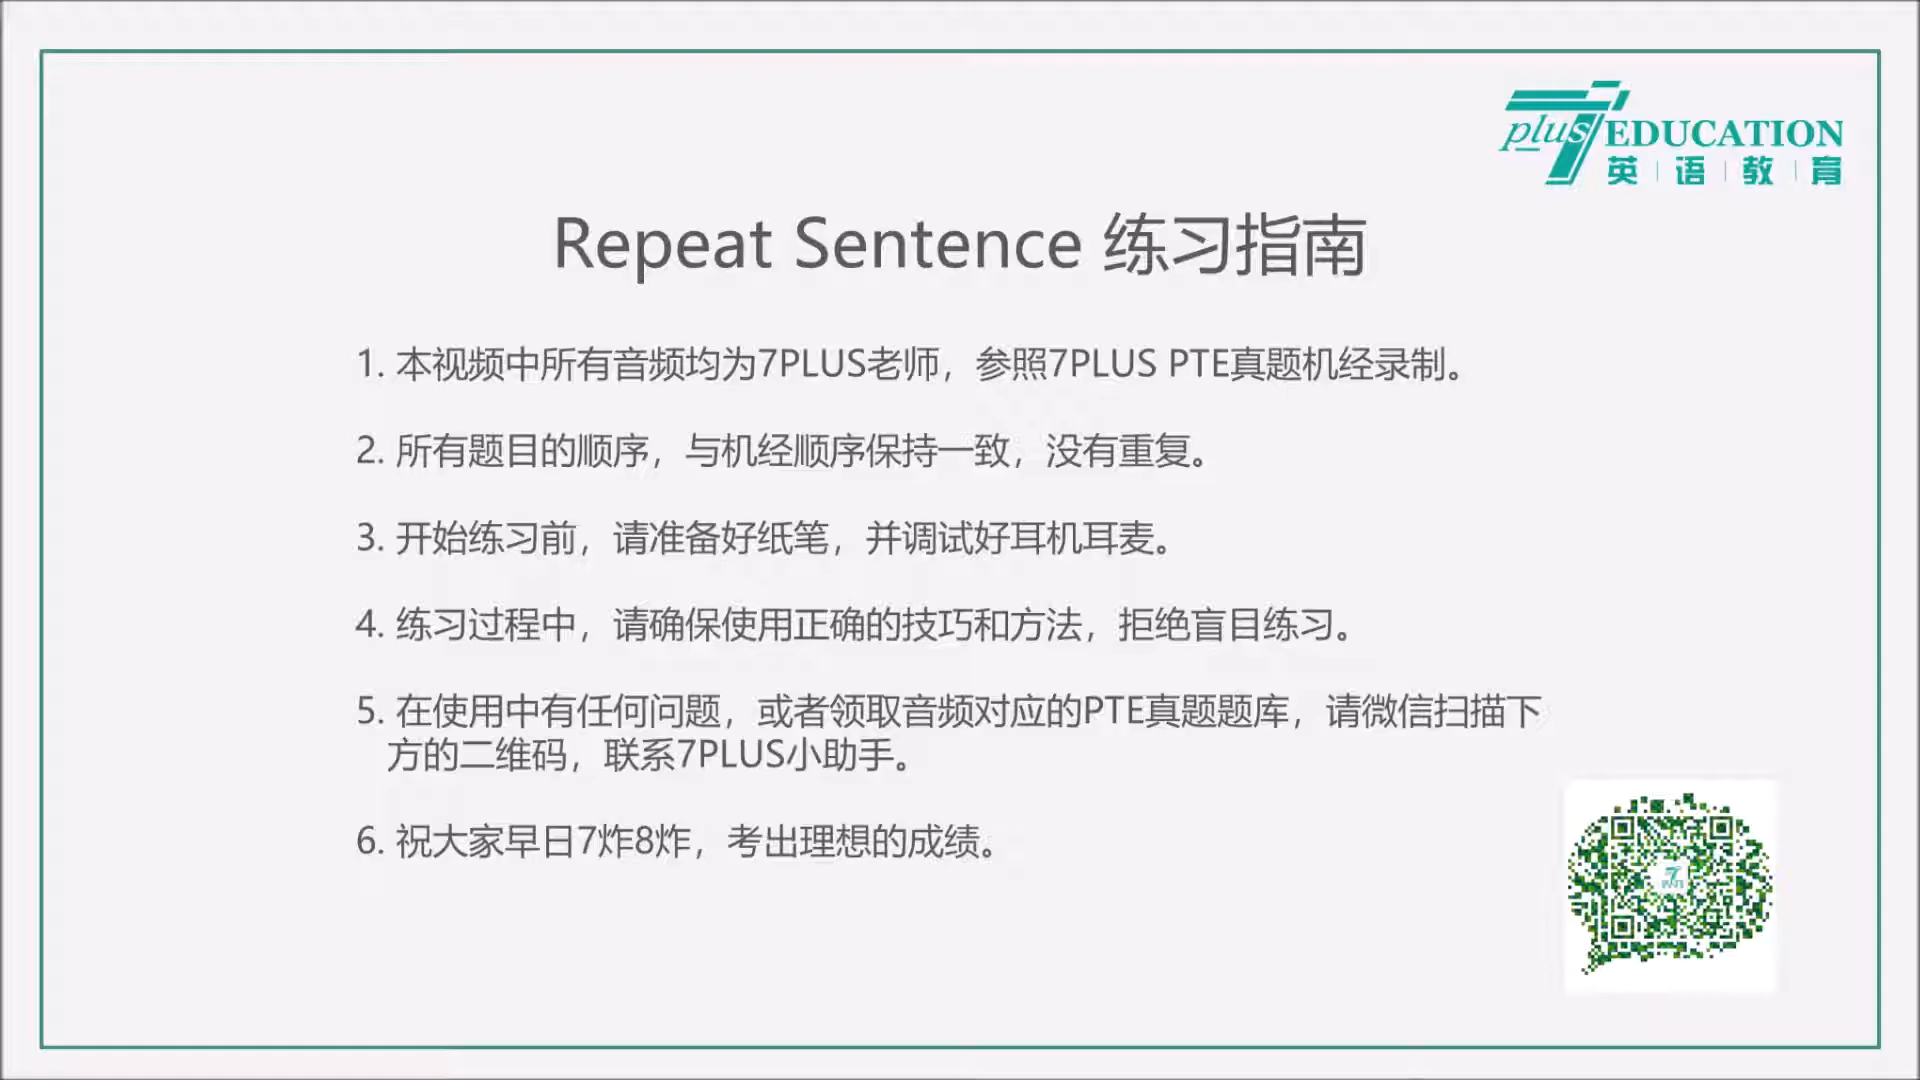 plus 7 EDUCATION
英语教育
Repeat Sentence 练习指南
1. 本视频中所有音频均为7PLUS老师，参照7PLUS PTE真题机经录制。
2. 所有题目的顺序，与机经顺序保持一致，没有重复。
3. 开始练习前，请准备好纸笔，并调试好耳机耳麦。
4. 练习过程中，请确保使用正确的技巧和方法，拒绝盲目练习。
5. 在使用中有任何问题，或者领取音频对应的PTE真题题库，请微信扫描下
方的二维码，联系7PLUS小助手。
6. 祝大家早日7炸8炸，考出理想的成绩。